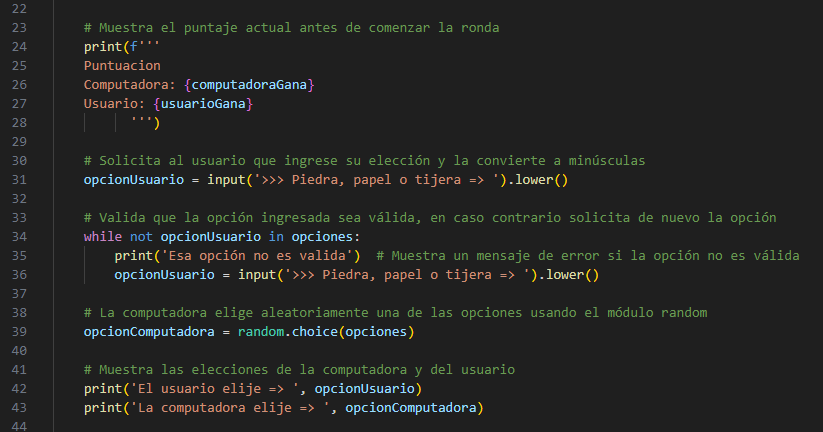 22
23 # Muestra el puntaje actual antes de comenzar la ronda
24 print(f'''
25 Puntuacion
26 Computadora: {computadoraGana}
27 Usuario: {usuarioGana}
28 ''')
29
30 # Solicita al usuario que ingrese su elección y la convierte a minúsculas
31 opcionUsuario = input('>>> Piedra, papel o tijera => ').lower()
32
33 # Valida que la opción ingresada sea válida, en caso contrario solicita de nuevo la opción
34 while not opcionUsuario in opciones:
35 print('Esa opción no es valida') # Muestra un mensaje de error si la opción no es válida
36 opcionUsuario = input('>>> Piedra, papel o tijera => ').lower()
37
38 # La computadora elige aleatoriamente una de las opciones usando el módulo random
39 opcionComputadora = random.choice(opciones)
40
41 # Muestra las elecciones de la computadora y del usuario
42 print('El usuario elije => ', opcionUsuario)
43 print('La computadora elije => ', opcionComputadora)
44